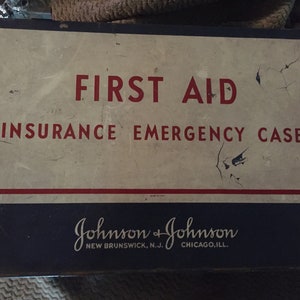 FIRST AID
INSURANCE EMERGENCY CASE
Johnson & Johnson
NEW BRUNSWICK, N.J. CHICAGO, ILL.